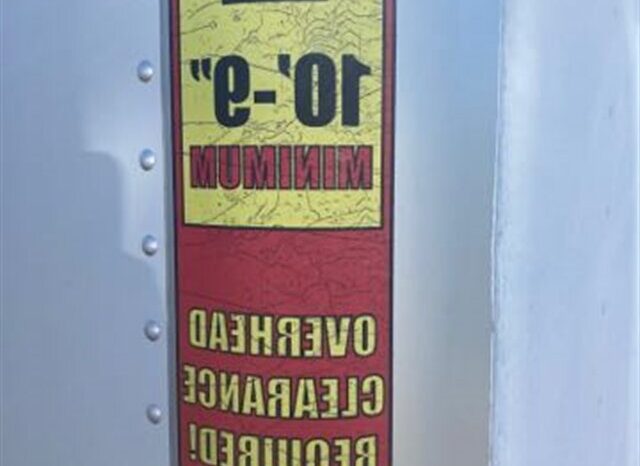 10'-9"
MINIMUM
OVERHEAD
CLEARANCE
REQUIRED!